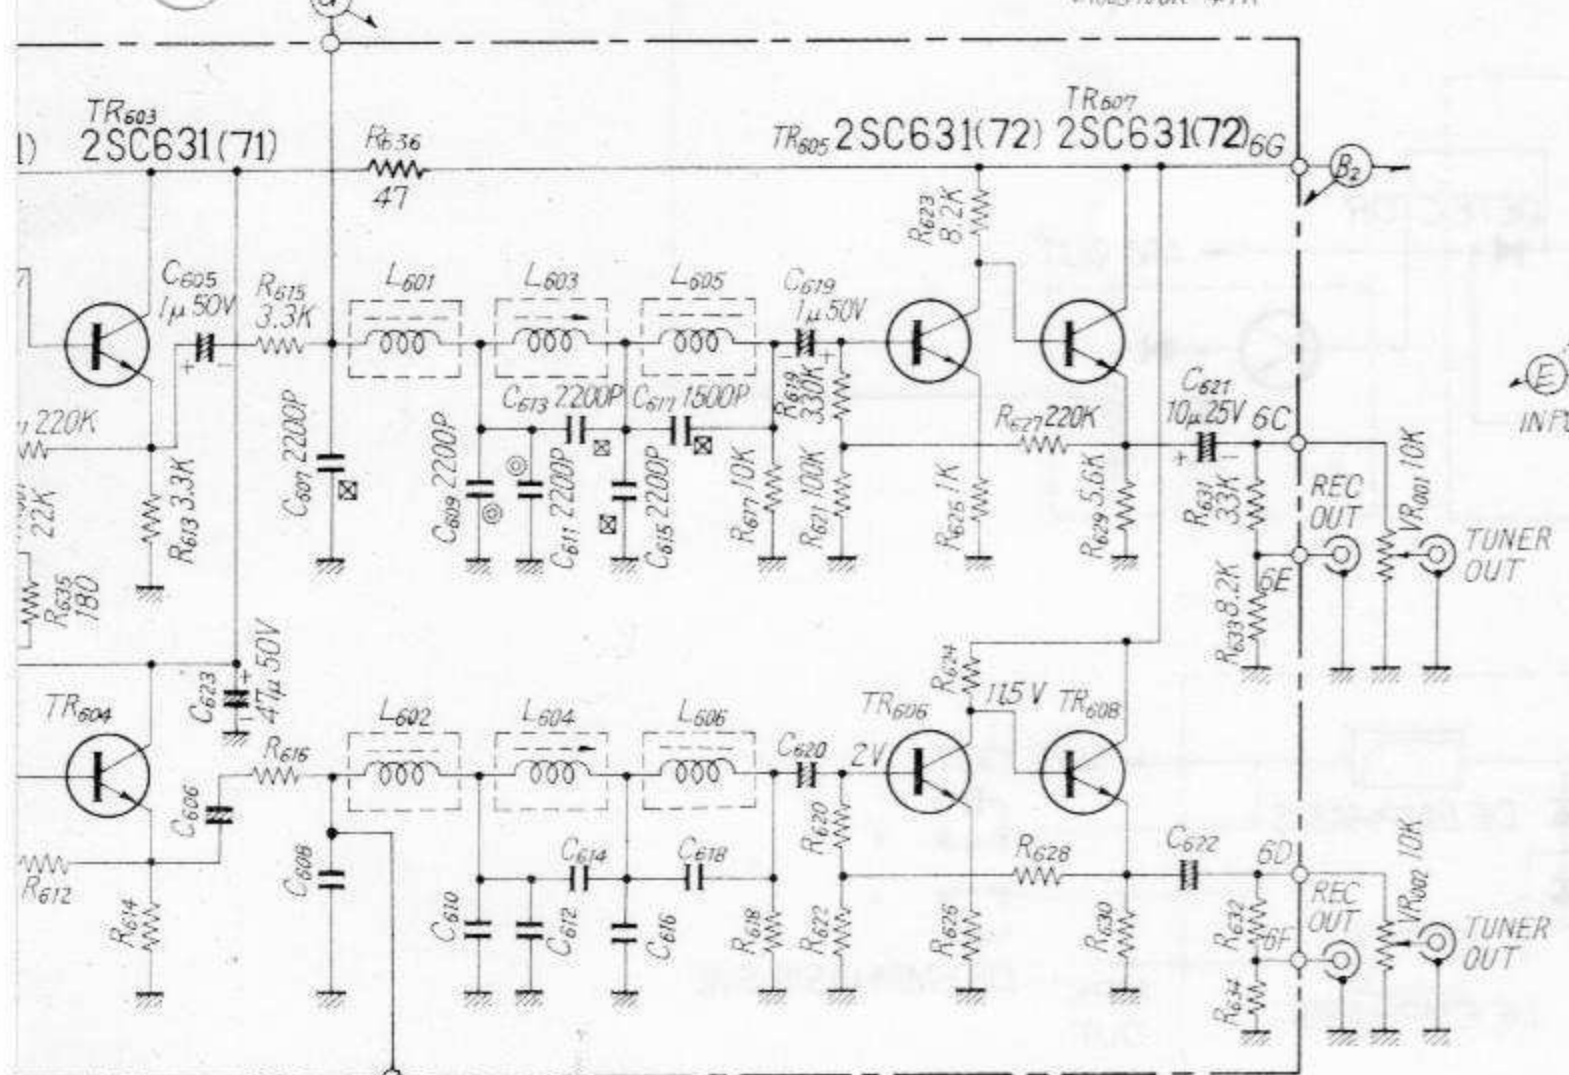 TR603
2SC631(71)
R636
47
TR605 2SC631(72)
TR607
2SC631(72)
6G
B2
C605
1μ 50V
R615
3.3K
L601
L603
L605
C619
1μ 50V
R623
8.2K
220K
22K
R635
180
R613 3.3K
C607 2200P
C609 2200P
C613 2200P
C611 2200P
C617 1500P
C615 2200P
R617 10K
R619
330K
R621 100K
R627 220K
R625 1K
R629 5.6K
C621
10μ 25V
6C
R631
33K
6E
R633 8.2K
REC
OUT
VR001 10K
TUNER
OUT
E
C623
47μ 50V
TR604
C606
R616
L602
L604
L606
C620
2V
TR606
R624
11.5 V
TR608
R612
R614
C608
C610
C614
C612
C618
C616
R618
R620
R622
R626
R628
R630
C622
6D
R632
6F
R634
REC
OUT
VR002 10K
TUNER
OUT